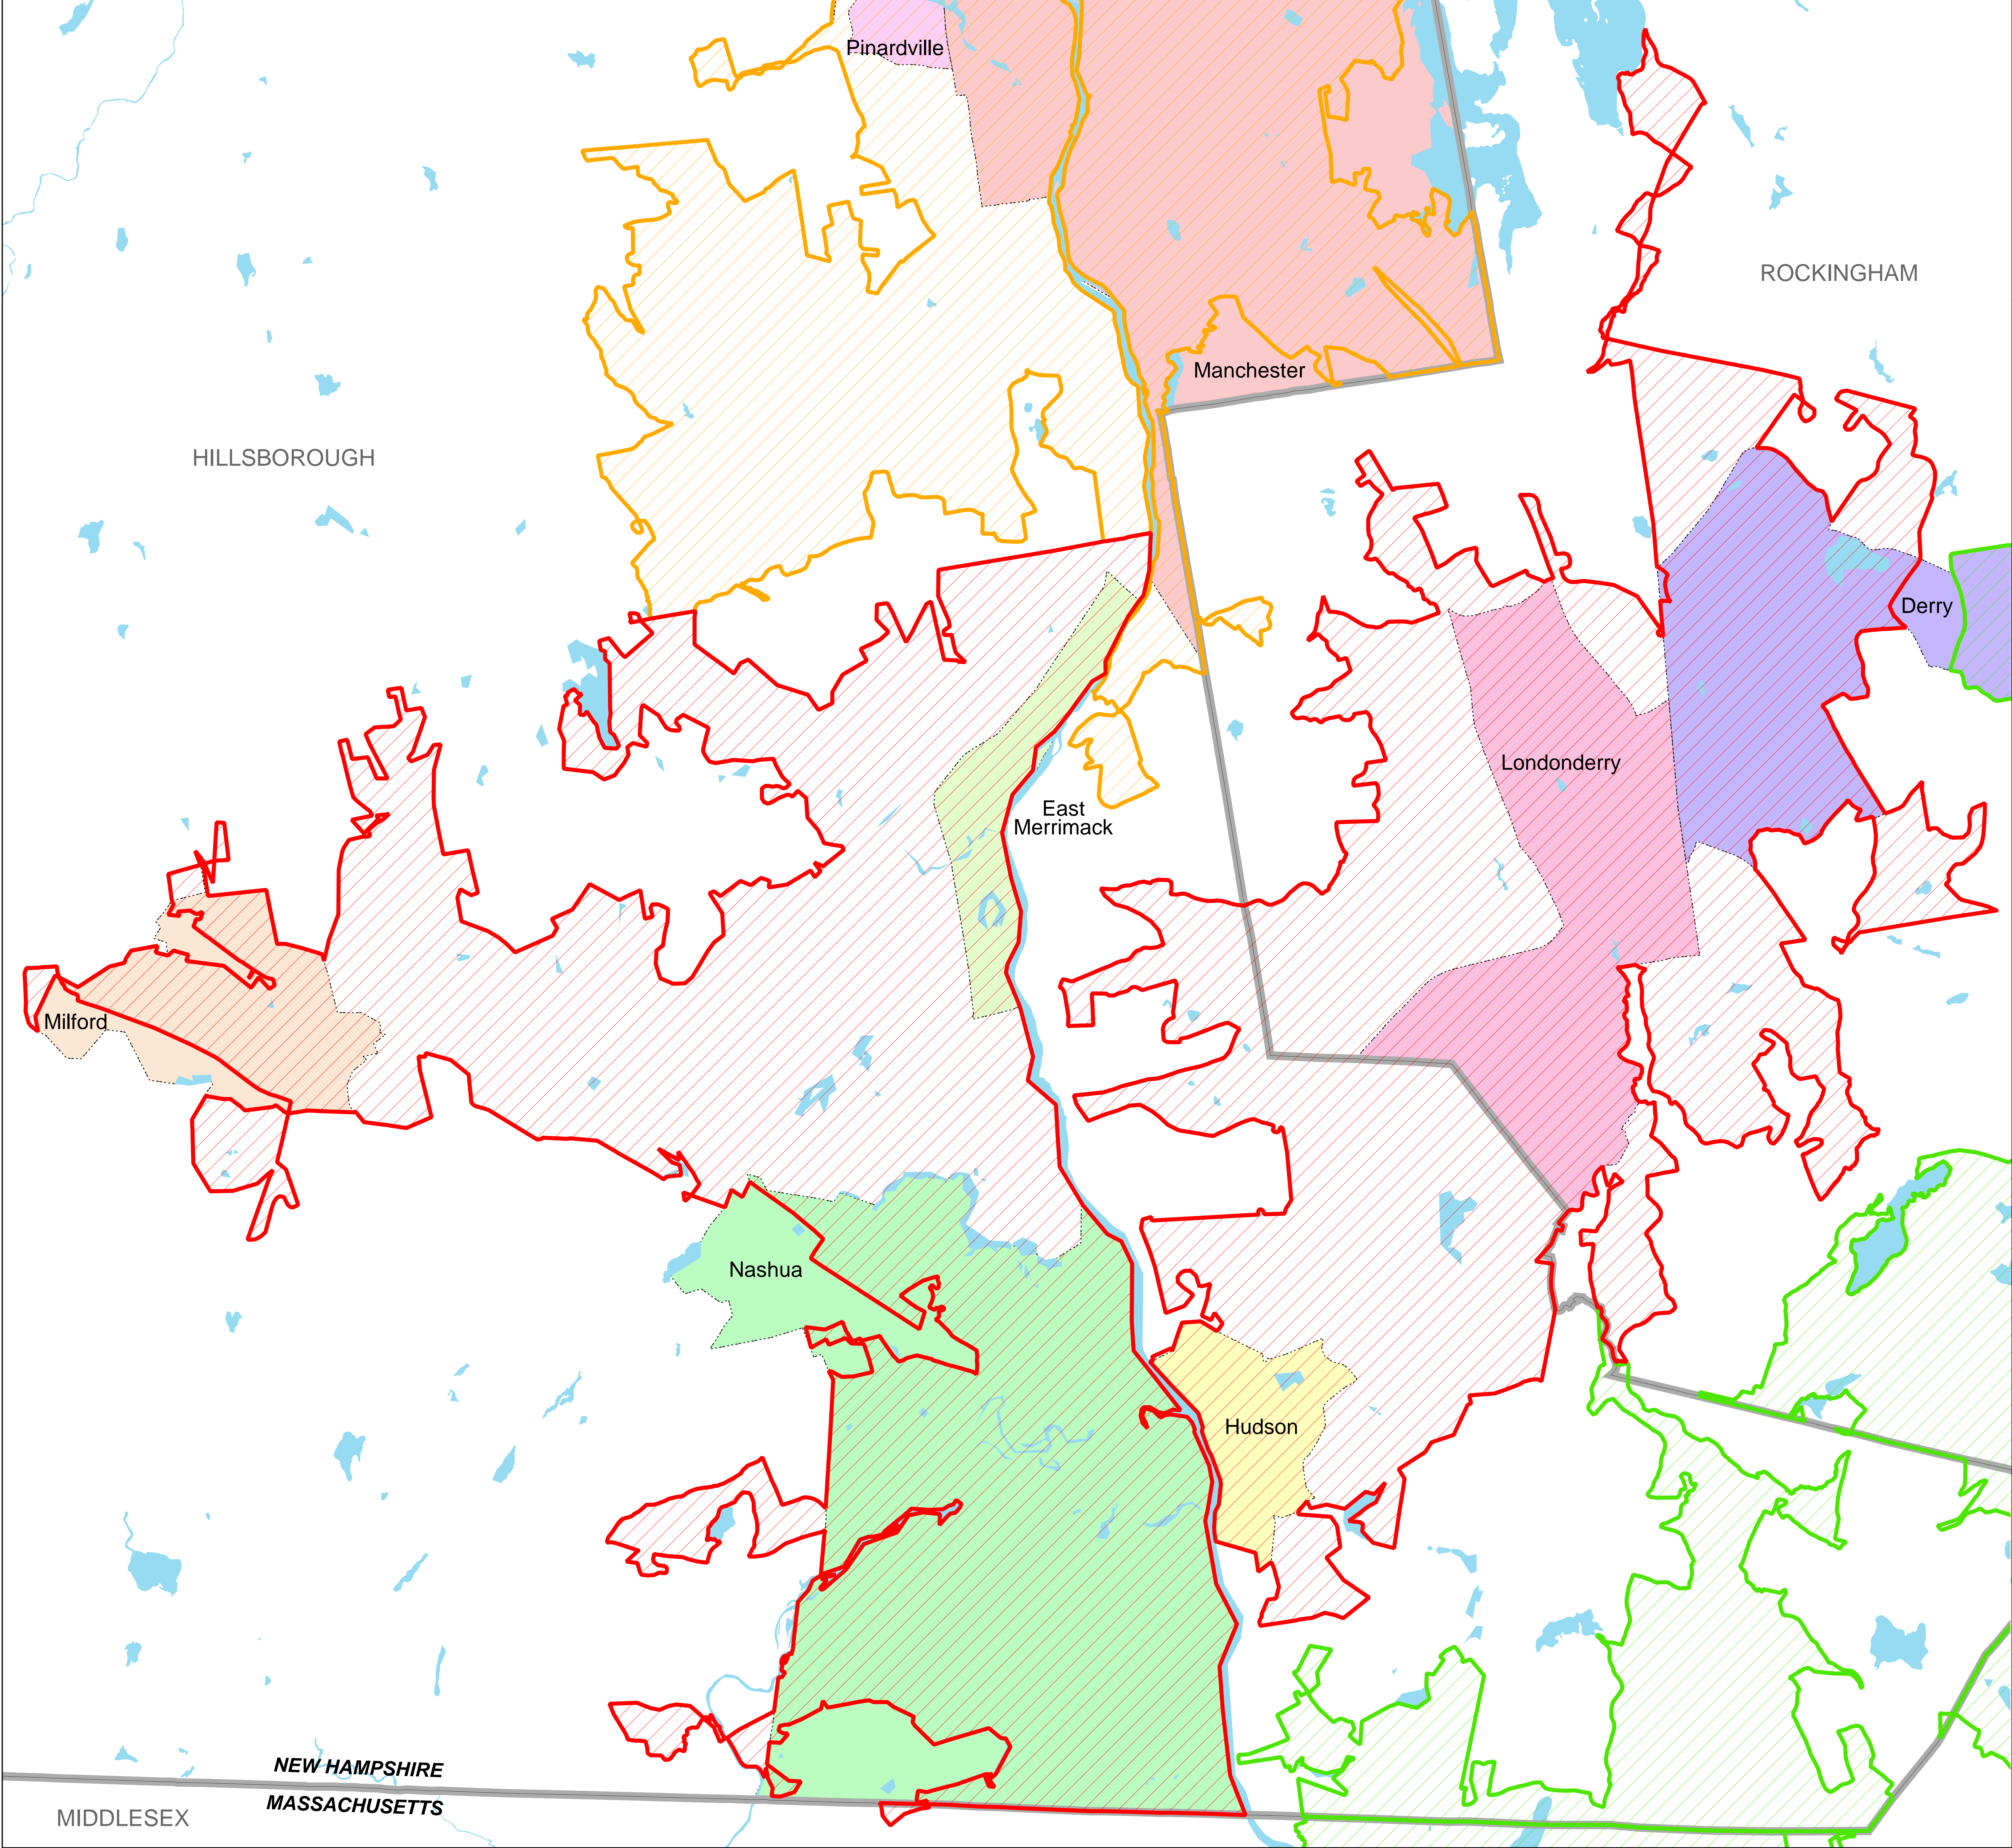 Pinardville
ROCKINGHAM
Manchester
HILLSBOROUGH
Derry
Londonderry
East
Merrimack
Milford
Nashua
Hudson
NEW HAMPSHIRE
MASSACHUSETTS
MIDDLESEX